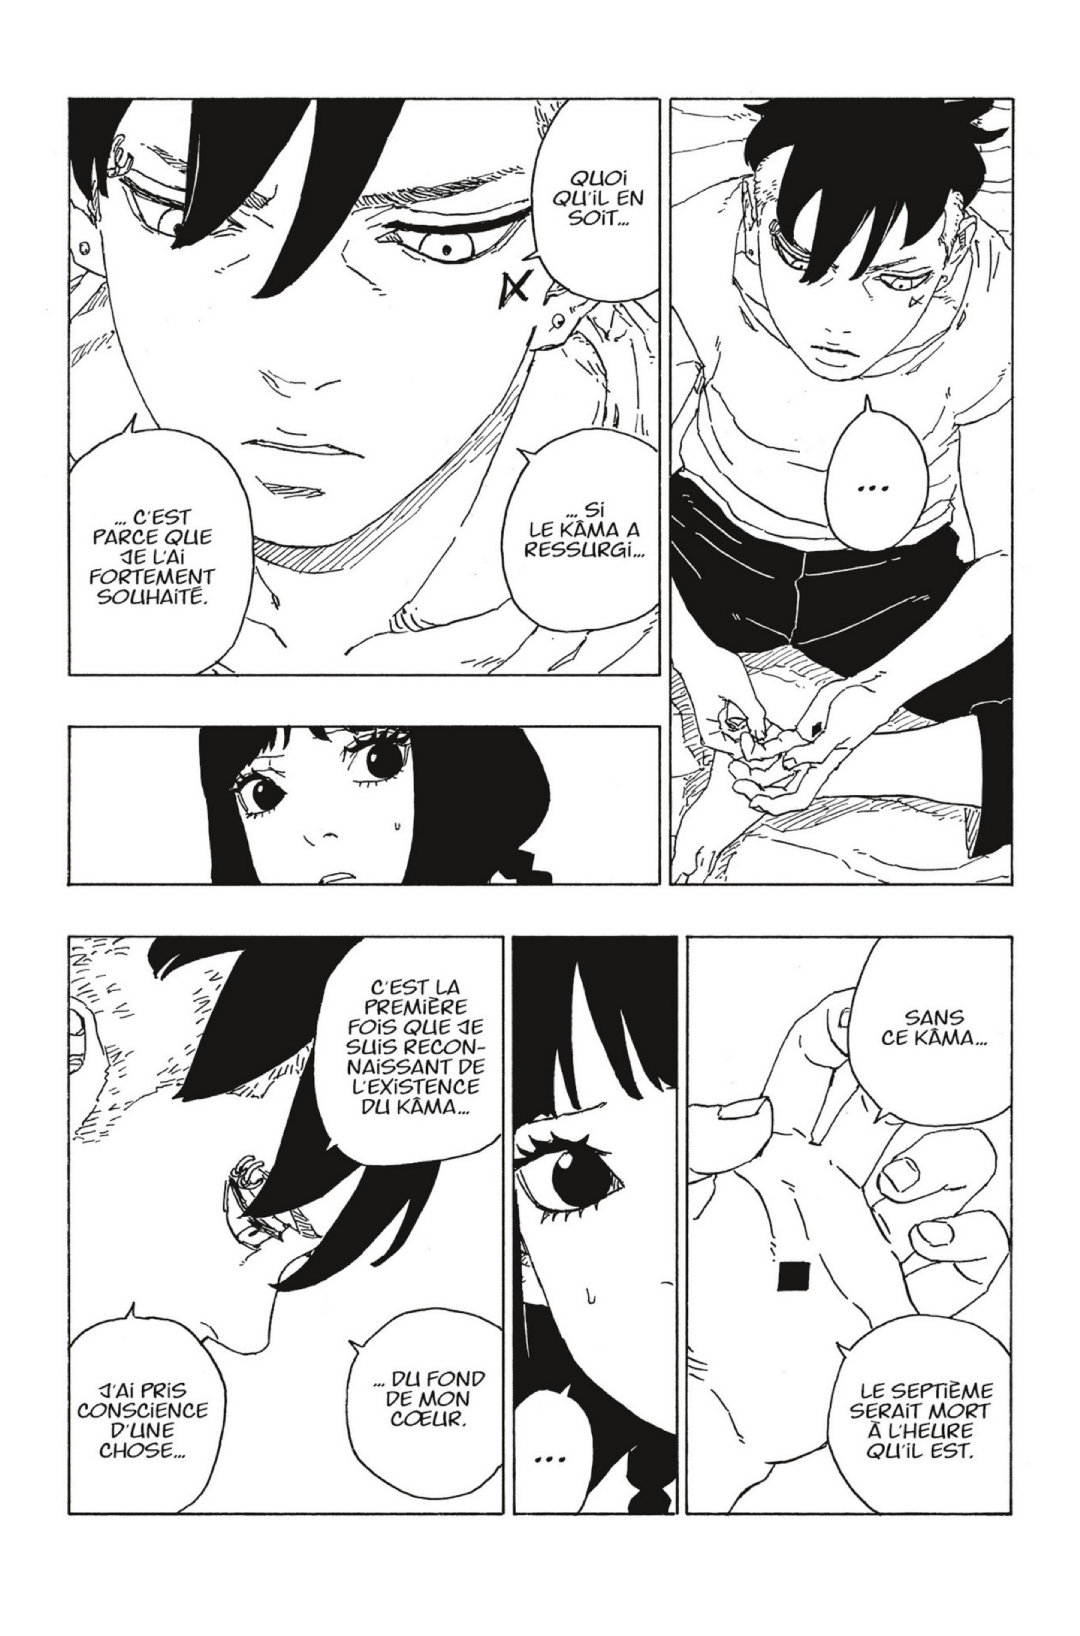 ...
QUOI
QU'IL EN
SOIT...
... SI
LE KÂMA A
RESSURGI...
... C'EST
PARCE QUE
JE L'AI
FORTEMENT
SOUHAITÉ.
SANS
CE KÂMA...
LE SEPTIÈME
SERAIT MORT
À L'HEURE
QU'IL EST.
...
C'EST LA
PREMIÈRE
FOIS QUE JE
SUIS RECON-
NAISSANT DE
L'EXISTENCE
DU KÂMA...
... DU FOND
DE MON
CŒUR.
J'AI PRIS
CONSCIENCE
D'UNE
CHOSE...